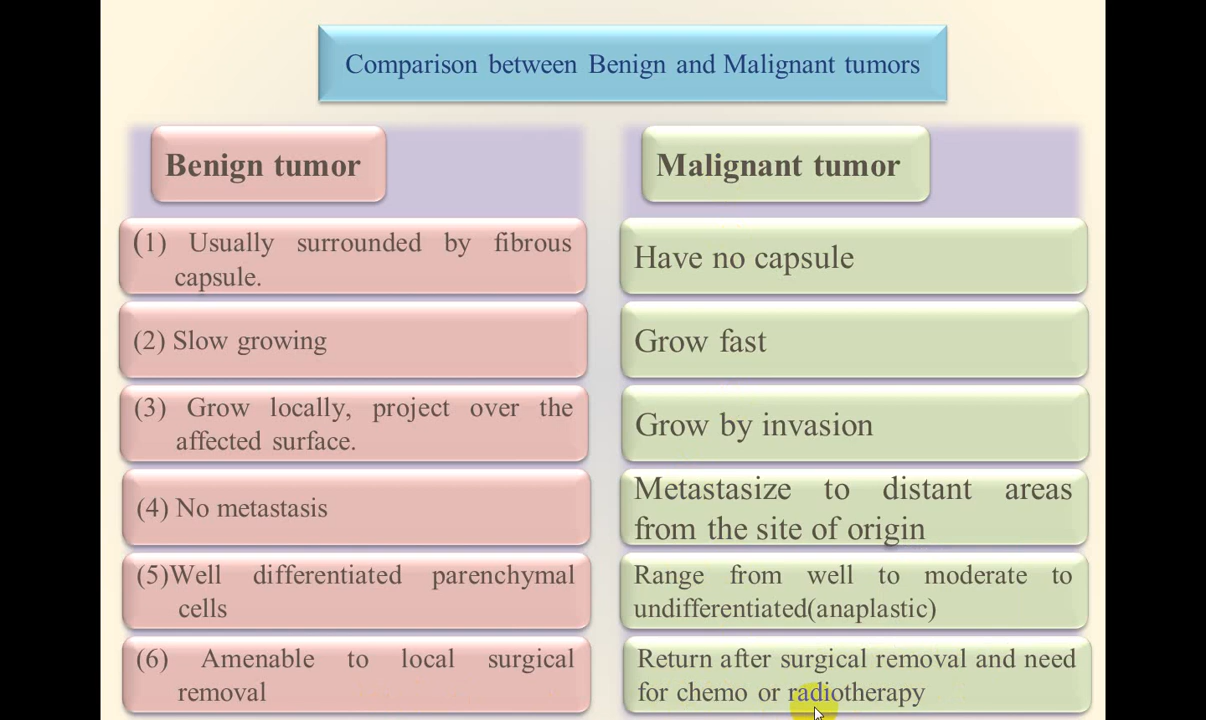 Comparison between Benign and Malignant tumors
Benign tumor
Malignant tumor
(1) Usually surrounded by fibrous
capsule.
Have no capsule
(2) Slow growing
Grow fast
(3) Grow locally, project over the
affected surface.
Grow by invasion
(4) No metastasis
Metastasize to distant areas
from the site of origin
(5)Well differentiated parenchymal
cells
Range from well to moderate to
undifferentiated(anaplastic)
(6) Amenable to local surgical
removal
Return after surgical removal and need
for chemo or radiotherapy